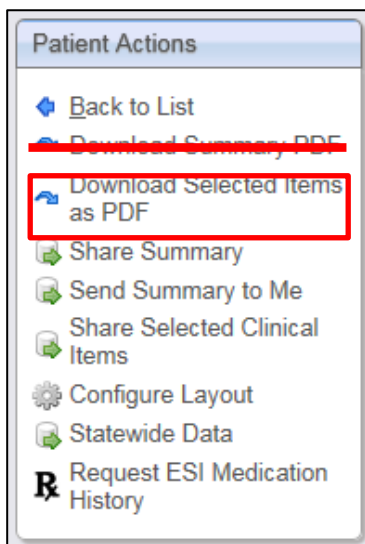 Patient Actions
Back to List
Download Summary PDF
Download Selected Items
as PDF
Share Summary
Send Summary to Me
Share Selected Clinical
Items
Configure Layout
Statewide Data
Request ESI Medication
History